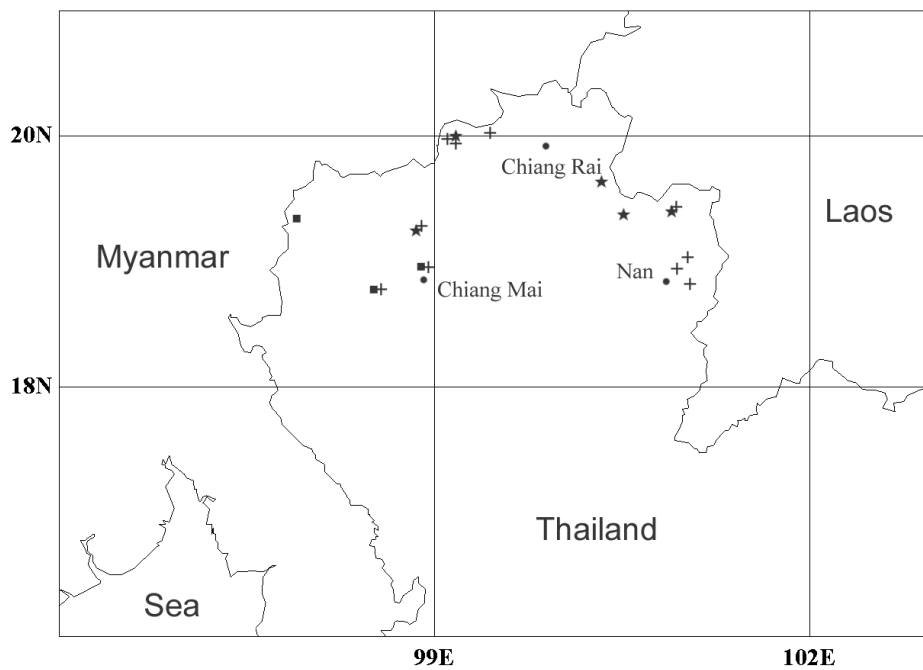 20N
Chiang Rai
Laos
Myanmar
Nan
Chiang Mai
18N
Thailand
Sea
99E
102E